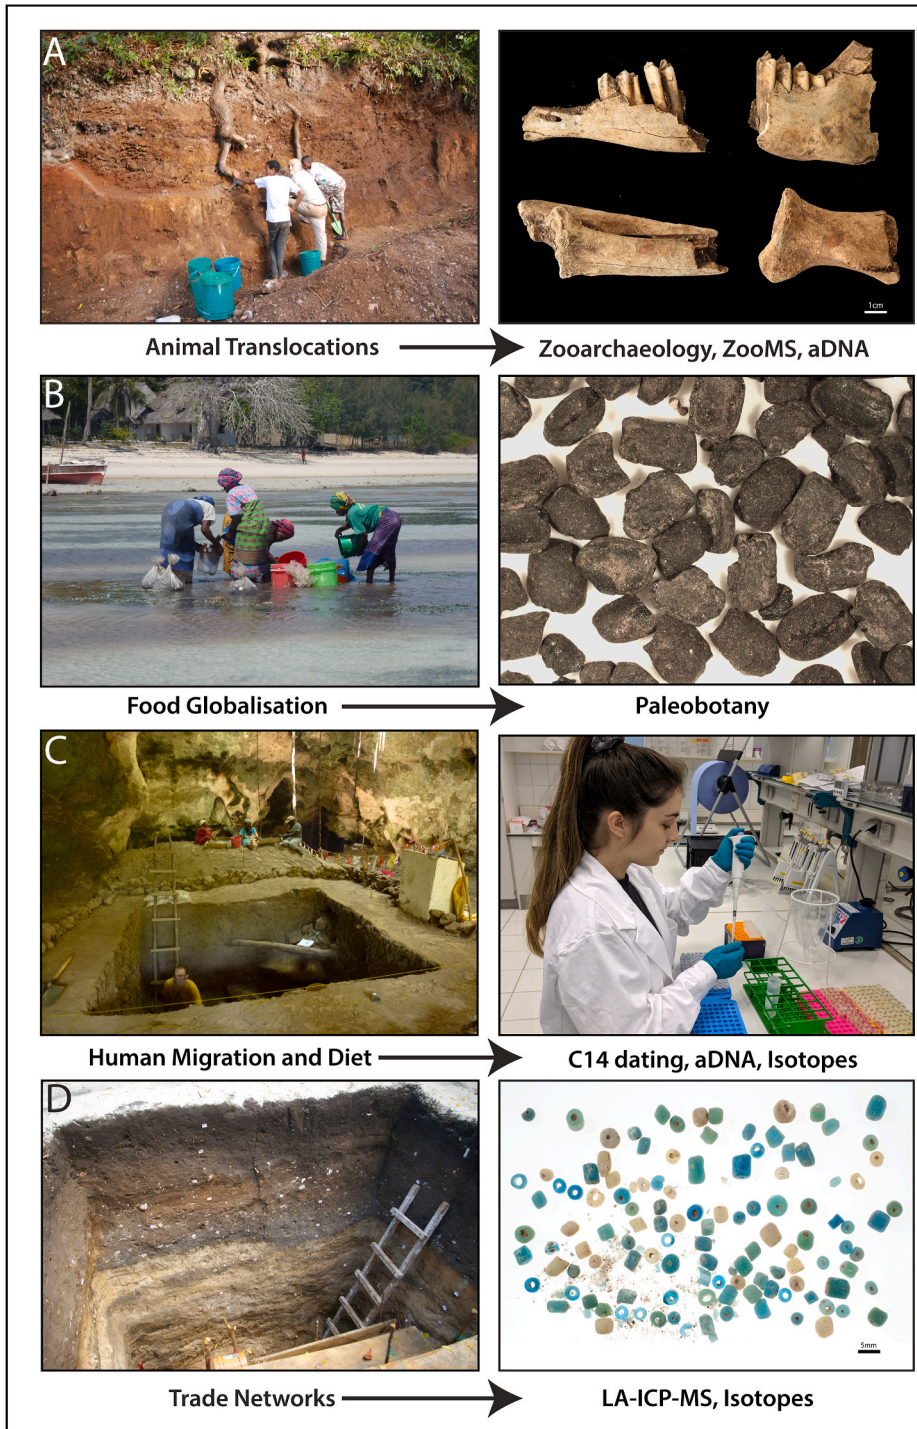 A
1cm
Animal Translocations
Zooarchaeology, ZooMS, aDNA
B
Food Globalisation
Paleobotany
C
Human Migration and Diet
C14 dating, aDNA, Isotopes
D
5mm
Trade Networks
LA-ICP-MS, Isotopes